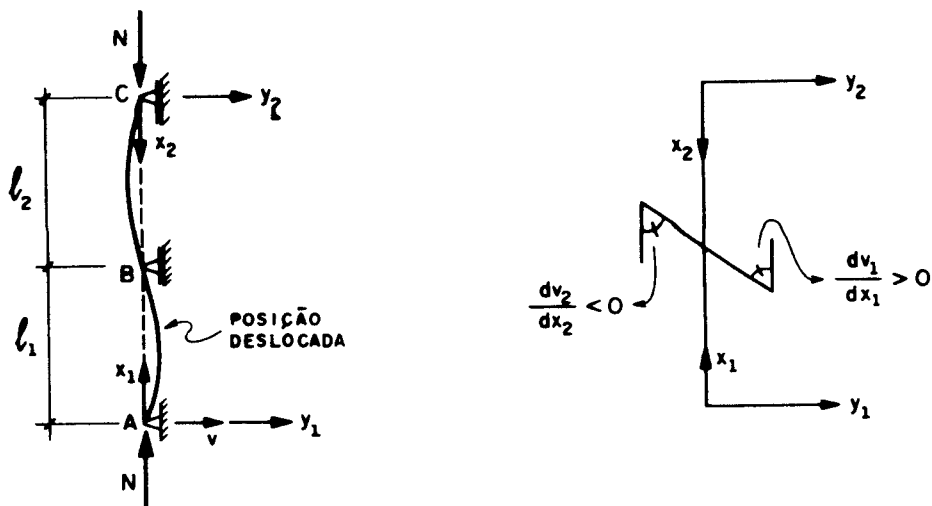 N
C
y₂
x₂
ℓ₂
B
POSIÇÃO
DESLOCADA
ℓ₁
x₁
A
v
y₁
N
y₂
x₂
dv₂/dx₂ < 0
dv₁/dx₁ > 0
x₁
y₁